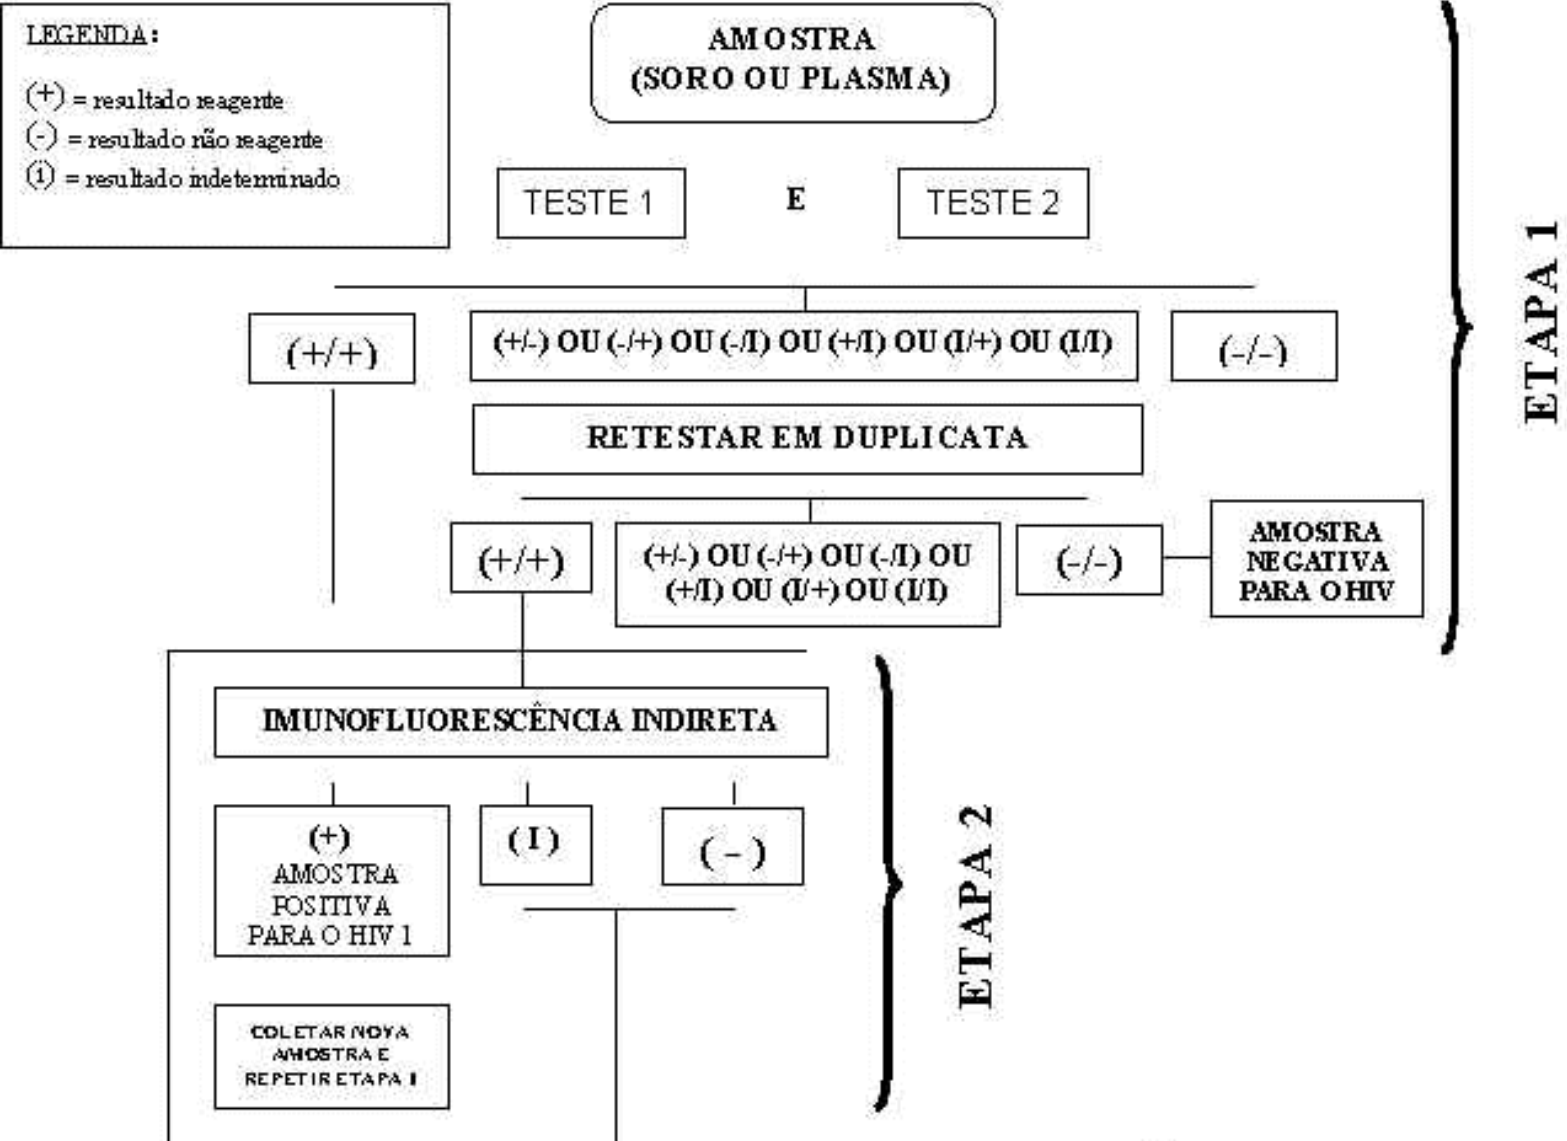 LEGENDA:
(+) = resultado reagente
(-) = resultado não reagente
(1) = resultado indeterminado
AMOSTRA
(SORO OU PLASMA)
TESTE 1
E
TESTE 2
(+/+)
(+/-) OU (-/+) OU (-/I) OU (+/I) OU (I/+) OU (I/I)
(-/-)
RETESTAR EM DUPLICATA
(+/+)
(+/-) OU (-/+) OU (-/I) OU
(+/I) OU (I/+) OU (I/I)
(-/-)
AMOSTRA
NEGATIVA
PARA O HIV
ETAPA 1
IMUNOFLUORESCÊNCIA INDIRETA
(+)
AMOSTRA
POSITIVA
PARA O HIV 1
( I )
( - )
COLETAR NOVA
AMOSTRA E
REPETIR ETAPA I
ETAPA 2